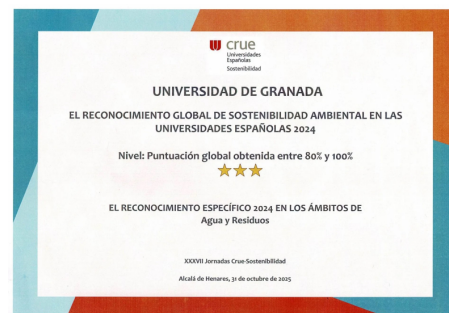 crue
Universidades
Españolas
Sostenibilidad
UNIVERSIDAD DE GRANADA
EL RECONOCIMIENTO GLOBAL DE SOSTENIBILIDAD AMBIENTAL EN LAS
UNIVERSIDADES ESPAÑOLAS 2024
Nivel: Puntuación global obtenida entre 80% y 100%
EL RECONOCIMIENTO ESPECÍFICO 2024 EN LOS ÁMBITOS DE
Agua y Residuos
XXXVII Jornadas Crue-Sostenibilidad
Alcalá de Henares, 31 de octubre de 2025